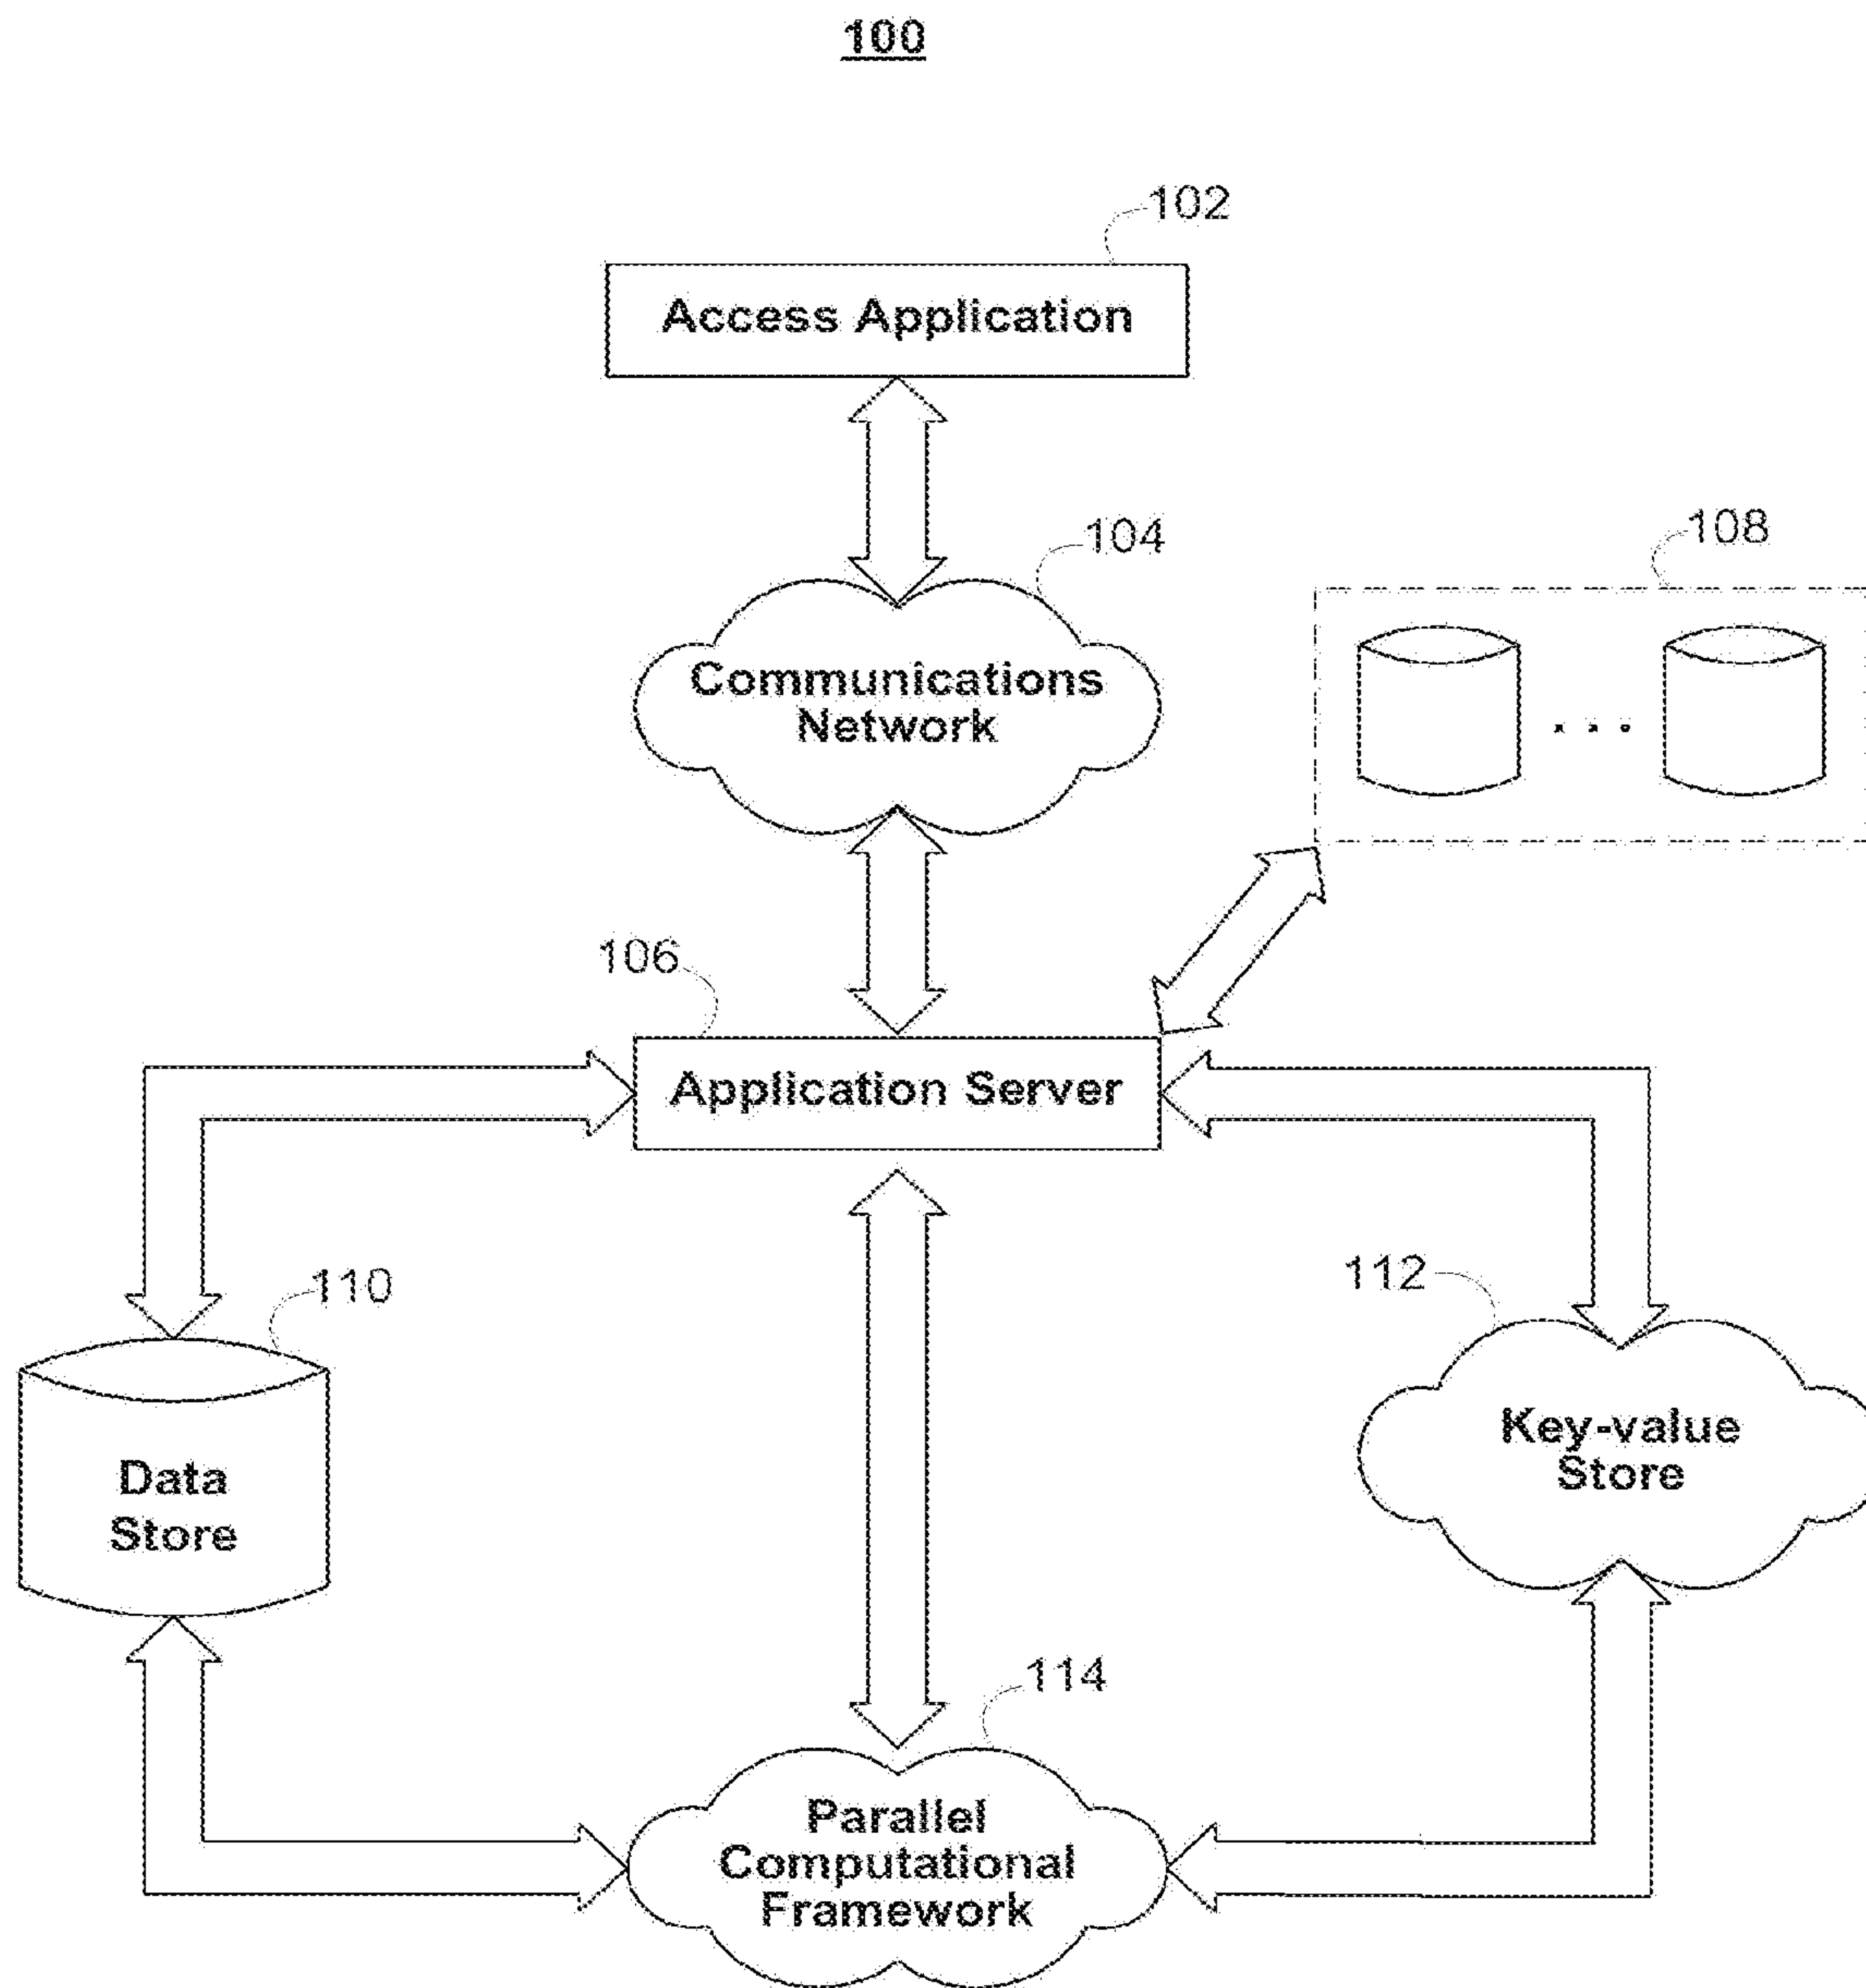 100
102
Access Application
104
108
Communications
Network
. . .
106
Application Server
110
112
Data
Store
Key-value
Store
114
Parallel
Computational
Framework